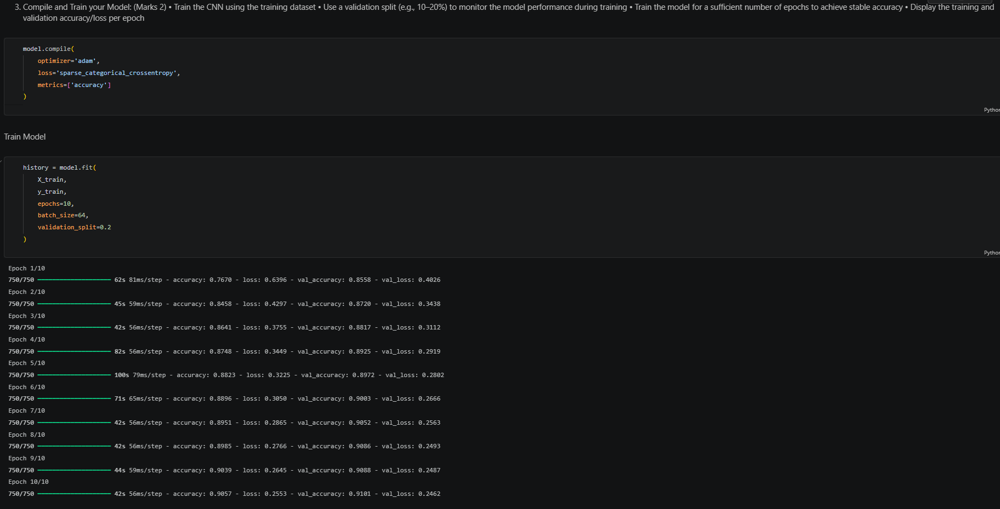 3. Compile and Train your Model: (Marks 2) • Train the CNN using the training dataset • Use a validation split (e.g., 10–20%) to monitor the model performance during training • Train the model for a sufficient number of epochs to achieve stable accuracy • Display the training and
validation accuracy/loss per epoch
model.compile(
    optimizer='adam',
    loss='sparse_categorical_crossentropy',
    metrics=['accuracy']
)
Python
Train Model
history = model.fit(
    X_train,
    y_train,
    epochs=10,
    batch_size=64,
    validation_split=0.2
)
Python
Epoch 1/10
750/750 ━━━━━━━━━━━━━━━━━━━━ 62s 81ms/step - accuracy: 0.7670 - loss: 0.6396 - val_accuracy: 0.8558 - val_loss: 0.4026
Epoch 2/10
750/750 ━━━━━━━━━━━━━━━━━━━━ 45s 59ms/step - accuracy: 0.8458 - loss: 0.4297 - val_accuracy: 0.8720 - val_loss: 0.3438
Epoch 3/10
750/750 ━━━━━━━━━━━━━━━━━━━━ 42s 56ms/step - accuracy: 0.8641 - loss: 0.3755 - val_accuracy: 0.8817 - val_loss: 0.3112
Epoch 4/10
750/750 ━━━━━━━━━━━━━━━━━━━━ 82s 56ms/step - accuracy: 0.8748 - loss: 0.3449 - val_accuracy: 0.8925 - val_loss: 0.2919
Epoch 5/10
750/750 ━━━━━━━━━━━━━━━━━━━━ 100s 79ms/step - accuracy: 0.8823 - loss: 0.3225 - val_accuracy: 0.8972 - val_loss: 0.2802
Epoch 6/10
750/750 ━━━━━━━━━━━━━━━━━━━━ 71s 65ms/step - accuracy: 0.8896 - loss: 0.3050 - val_accuracy: 0.9003 - val_loss: 0.2666
Epoch 7/10
750/750 ━━━━━━━━━━━━━━━━━━━━ 42s 56ms/step - accuracy: 0.8951 - loss: 0.2865 - val_accuracy: 0.9052 - val_loss: 0.2563
Epoch 8/10
750/750 ━━━━━━━━━━━━━━━━━━━━ 42s 56ms/step - accuracy: 0.8985 - loss: 0.2766 - val_accuracy: 0.9086 - val_loss: 0.2493
Epoch 9/10
750/750 ━━━━━━━━━━━━━━━━━━━━ 44s 59ms/step - accuracy: 0.9039 - loss: 0.2645 - val_accuracy: 0.9088 - val_loss: 0.2487
Epoch 10/10
750/750 ━━━━━━━━━━━━━━━━━━━━ 42s 56ms/step - accuracy: 0.9057 - loss: 0.2553 - val_accuracy: 0.9101 - val_loss: 0.2462